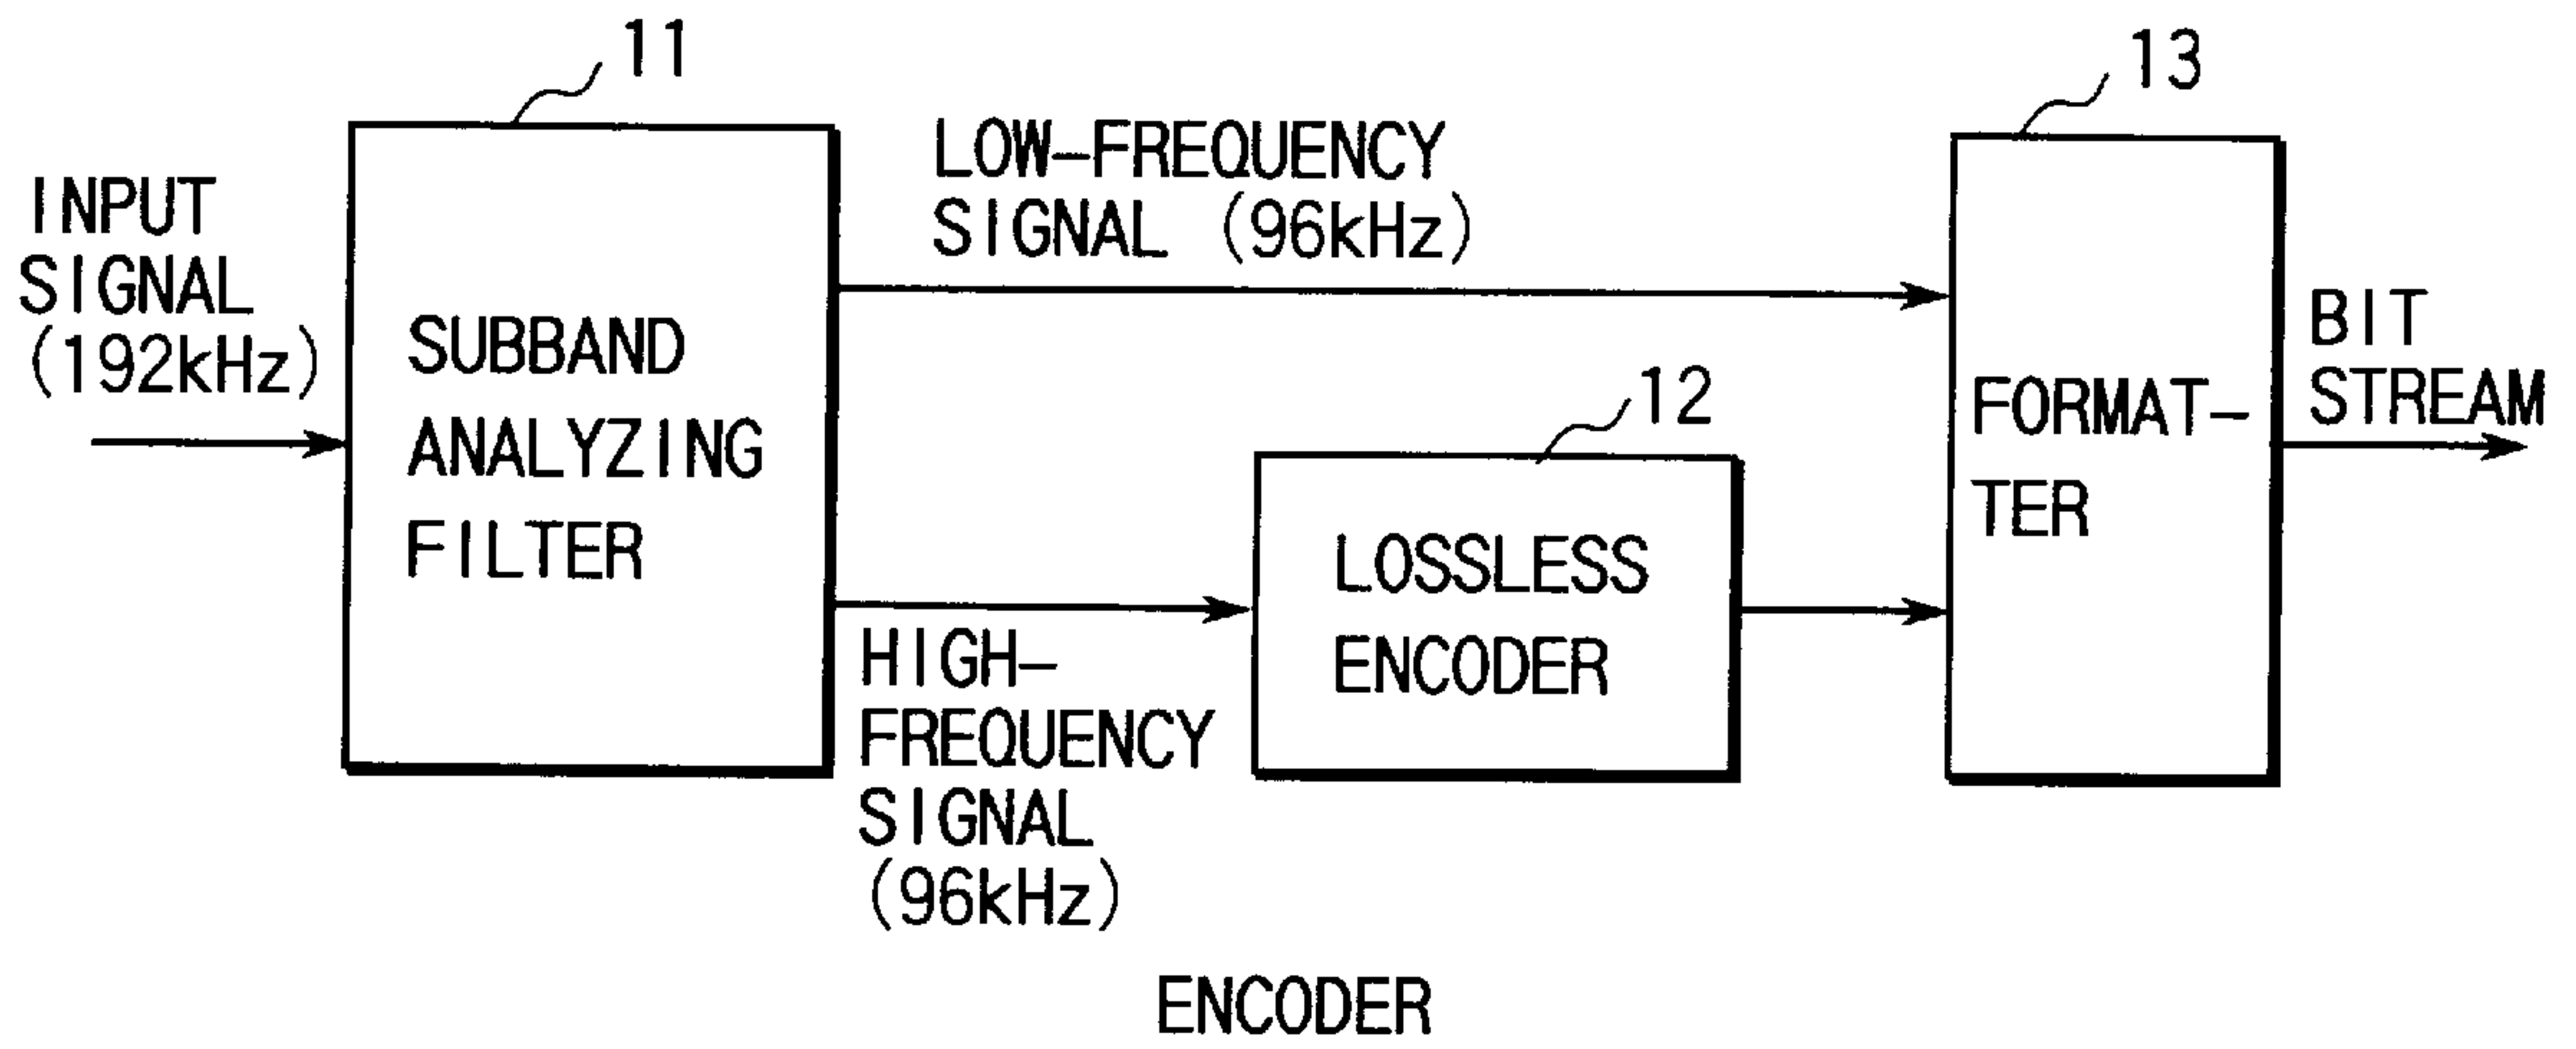 11
13
INPUT
SIGNAL
(192kHz)
LOW-FREQUENCY
SIGNAL (96kHz)
SUBBAND
ANALYZING
FILTER
12
FORMAT-
TER
BIT
STREAM
LOSSLESS
ENCODER
HIGH-
FREQUENCY
SIGNAL
(96kHz)
ENCODER